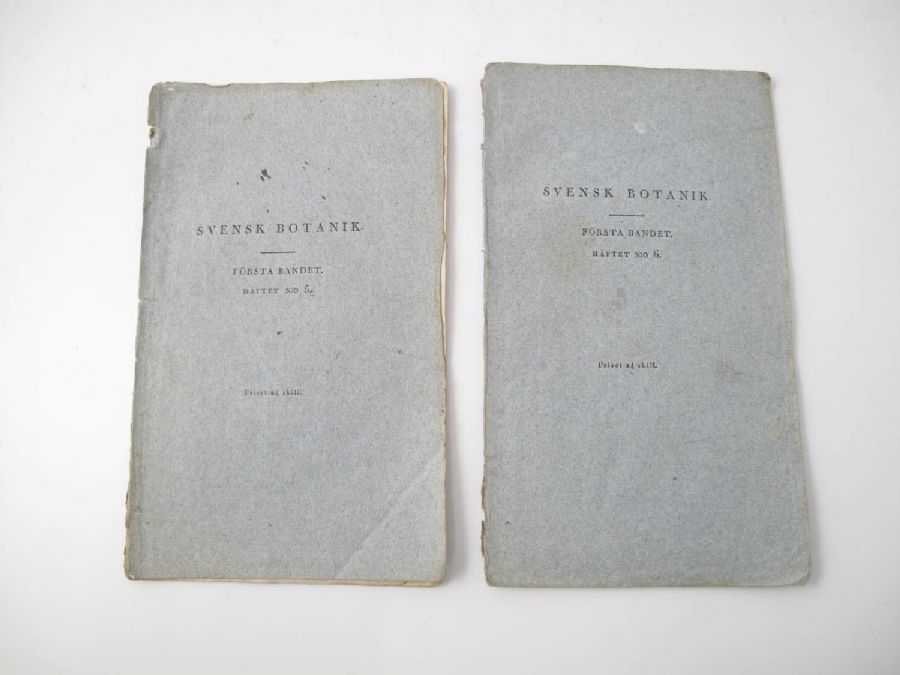 SVENSK BOTANIK.
FÖRSTA BANDET.
HÄFTET N:O 5.
Priset 24 skill.
SVENSK BOTANIK.
FÖRSTA BANDET.
HÄFTET N:O 6.
Priset 24 skill.